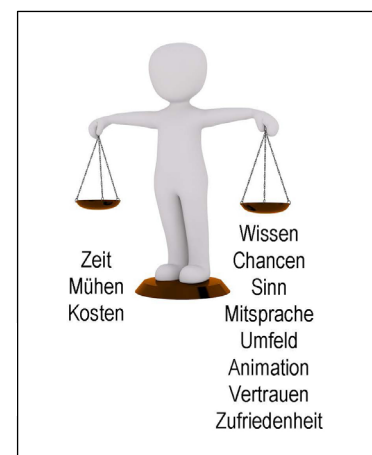 Zeit
Mühen
Kosten
Wissen
Chancen
Sinn
Mitsprache
Umfeld
Animation
Vertrauen
Zufriedenheit